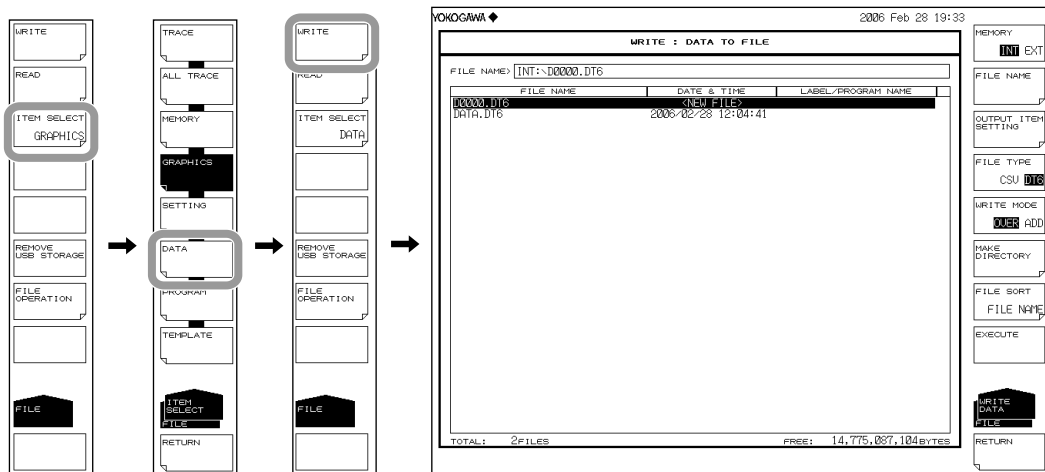 WRITE
READ
ITEM SELECT
GRAPHICS
REMOVE
USB STORAGE
FILE
OPERATION
FILE
TRACE
ALL TRACE
MEMORY
GRAPHICS
SETTING
DATA
PROGRAM
TEMPLATE
ITEM
SELECT
FILE
RETURN
WRITE
READ
ITEM SELECT
DATA
REMOVE
USB STORAGE
FILE
OPERATION
FILE
YOKOGAWA ◆ 2006 Feb 28 19:33
WRITE : DATA TO FILE
FILE NAME> INT:\D0000.DT6
FILE NAME DATE & TIME LABEL/PROGRAM NAME
D0000.DT6 <NEW FILE>
DATA.DT6 2006/02/28 12:04:41
TOTAL: 2FILES FREE: 14,775,087,104BYTES
MEMORY
INT EXT
FILE NAME
OUTPUT ITEM
SETTING
FILE TYPE
CSV DT6
WRITE MODE
OVER ADD
MAKE
DIRECTORY
FILE SORT
FILE NAME
EXECUTE
WRITE
DATA
FILE
RETURN